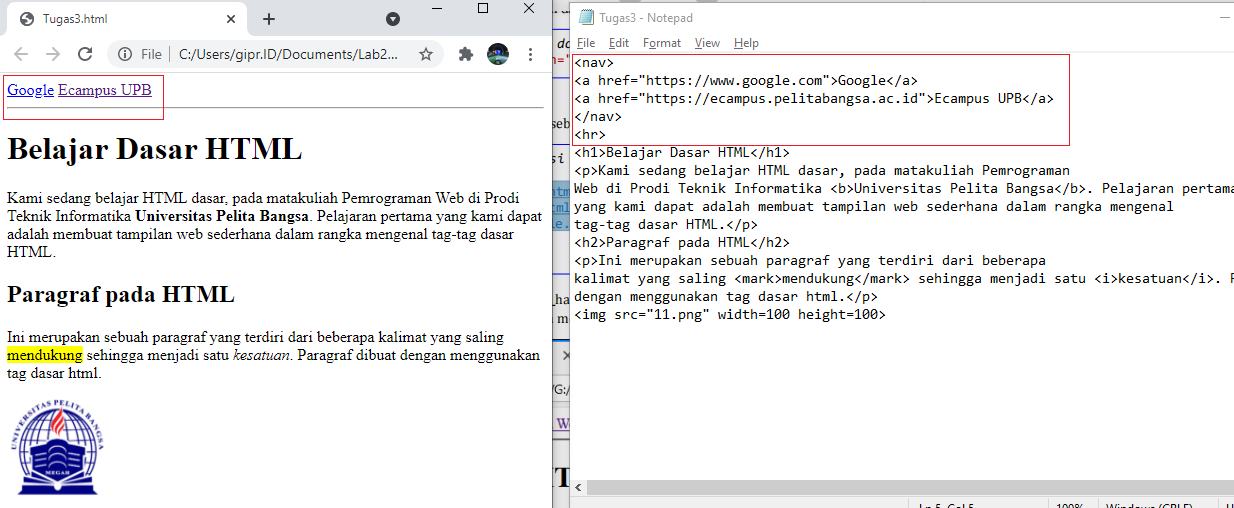 Tugas3.html
File C:/Users/gipr.ID/Documents/Lab2...
Google Ecampus UPB
Belajar Dasar HTML
Kami sedang belajar HTML dasar, pada matakuliah Pemrograman Web di Prodi
Teknik Informatika Universitas Pelita Bangsa. Pelajaran pertama yang kami dapat
adalah membuat tampilan web sederhana dalam rangka mengenal tag-tag dasar
HTML.
Paragraf pada HTML
Ini merupakan sebuah paragraf yang terdiri dari beberapa kalimat yang saling
mendukung sehingga menjadi satu kesatuan. Paragraf dibuat dengan menggunakan
tag dasar html.
UNIVERSITAS PELITA BANGSA
MEGAH
Tugas3 - Notepad
File Edit Format View Help
<nav>
<a href="https://www.google.com">Google</a>
<a href="https://ecampus.pelitabangsa.ac.id">Ecampus UPB</a>
</nav>
<hr>
<h1>Belajar Dasar HTML</h1>
<p>Kami sedang belajar HTML dasar, pada matakuliah Pemrograman
Web di Prodi Teknik Informatika <b>Universitas Pelita Bangsa</b>. Pelajaran pertama
yang kami dapat adalah membuat tampilan web sederhana dalam rangka mengenal
tag-tag dasar HTML.</p>
<h2>Paragraf pada HTML</h2>
<p>Ini merupakan sebuah paragraf yang terdiri dari beberapa
kalimat yang saling <mark>mendukung</mark> sehingga menjadi satu <i>kesatuan</i>. P
dengan menggunakan tag dasar html.</p>
<img src="11.png" width=100 height=100>
Ln 5, Col 5 100% Windows (CRLF)